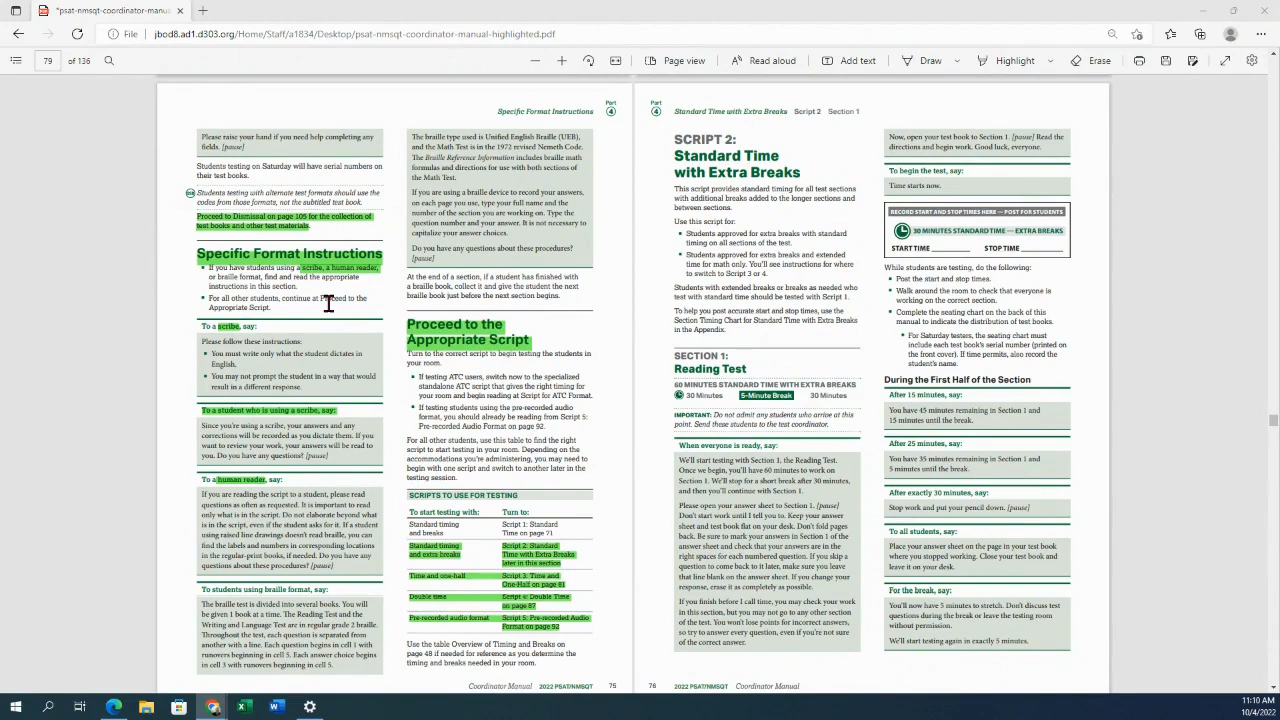 *psat-nmsqt-coordinator-manu
File
jbod8.ad1.d303.org/Home/Staff/a1834/Desktop/psat-nmsqt-coordinator-manual-highlighted.pdf
79 of 136
Page view
Read aloud
Add text
Draw
Highlight
Erase
Specific Format Instructions
Part
4
Please raise your hand if you need help completing any
fields. [pause]
Students testing on Saturday will have serial numbers on
their test books.
Students testing with alternate test formats should use the
codes from those formats, not the subtitled test book.
Proceed to Dismissal on page 105 for the collection of
test books and other test materials.
Specific Format Instructions
If you have students using a scribe, a human reader,
or braille format, find and read the appropriate
instructions in this section.
For all other students, continue at Proceed to the
Appropriate Script.
To a scribe, say:
Please follow these instructions:
You must write only what the student dictates in
English.
You may not prompt the student in a way that would
result in a different response.
To a student who is using a scribe, say:
Since you're using a scribe, your answers and any
corrections will be recorded as you dictate them. If you
want to review your work, your answers will be read to
you. Do you have any questions? [pause]
To a human reader, say:
If you are reading the script to a student, please read
questions as often as requested. It is important to read
only what is in the script. Do not elaborate beyond what
is in the script, even if the student asks for it. If a student
using raised line drawings doesn't read braille, you can
find the labels and numbers in corresponding locations
in the regular-print books, if needed. Do you have any
questions about these procedures? [pause]
To students using braille format, say:
The braille test is divided into several books. You will
be given 1 book at a time. The Reading Test and the
Writing and Language Test are in regular grade 2 braille.
Throughout the test, each question is separated from
another with a line. Each question begins in cell 1 with
runovers beginning in cell 5. Each answer choice begins
in cell 3 with runovers beginning in cell 5.
The braille type used is Unified English Braille (UEB),
and the Math Test is in the 1972 revised Nemeth Code.
The Braille Reference Information includes braille math
formulas and directions for use with both sections of
the Math Test.
If you are using a braille device to record your answers,
on each page you use, type your full name and the
number of the section you are working on. Type the
question number and your answer. It is not necessary to
capitalize your answer choices.
Do you have any questions about these procedures?
[pause]
At the end of a section, if a student has finished with
a braille book, collect it and give the student the next
braille book just before the next section begins.
Proceed to the
Appropriate Script
Turn to the correct script to begin testing the students in
your room.
If testing ATC users, switch now to the specialized
standalone ATC script that gives the right timing for
your room and begin reading at Script for ATC Format.
If testing students using the pre-recorded audio
format, you should already be reading from Script 5:
Pre-recorded Audio Format on page 92.
For all other students, use this table to find the right
script to start testing in your room. Depending on the
accommodations you're administering, you may need to
begin with one script and switch to another later in the
testing session.
SCRIPTS TO USE FOR TESTING
To start testing with: Turn to:
Standard timing Script 1: Standard
and breaks Time on page 71
Standard timing Script 2: Standard
and extra breaks Time with Extra Breaks
later in this section
Time and one-half Script 3: Time and
One-Half on page 81
Double time Script 4: Double Time
on page 87
Pre-recorded audio format Script 5: Pre-recorded Audio
Format on page 92
Use the table Overview of Timing and Breaks on
page 48 if needed for reference as you determine the
timing and breaks needed in your room.
Coordinator Manual 2022 PSAT/NMSQT 75
Part
4
Standard Time with Extra Breaks Script 2 Section 1
SCRIPT 2:
Standard Time
with Extra Breaks
This script provides standard timing for all test sections
with additional breaks added to the longer sections and
between sections.
Use this script for:
Students approved for extra breaks with standard
timing on all sections of the test.
Students approved for extra breaks and extended
time for math only. You'll see instructions for where
to switch to Script 3 or 4.
Students with extended breaks or breaks as needed who
test with standard time should be tested with Script 1.
To help you post accurate start and stop times, use the
Section Timing Chart for Standard Time with Extra Breaks
in the Appendix.
SECTION 1:
Reading Test
60 MINUTES STANDARD TIME WITH EXTRA BREAKS
30 Minutes 5-Minute Break 30 Minutes
IMPORTANT: Do not admit any students who arrive at this
point. Send these students to the test coordinator.
When everyone is ready, say:
We'll start testing with Section 1, the Reading Test.
Once we begin, you'll have 60 minutes to work on
Section 1. We'll stop for a short break after 30 minutes,
and then you'll continue with Section 1.
Please open your answer sheet to Section 1. [pause]
Don't start work until I tell you to. Keep your answer
sheet and test book flat on your desk. Don't fold pages
back. Be sure to mark your answers in Section 1 of the
answer sheet and check that your answers are in the
right spaces for each numbered question. If you skip a
question to come back to it later, make sure you leave
that line blank on the answer sheet. If you change your
response, erase it as completely as possible.
If you finish before I call time, you may check your work
in this section, but you may not go to any other section
of the test. You won't lose points for incorrect answers,
so try to answer every question, even if you're not sure
of the correct answer.
Now, open your test book to Section 1. [pause] Read the
directions and begin work. Good luck, everyone.
To begin the test, say:
Time starts now.
RECORD START AND STOP TIMES HERE — POST FOR STUDENTS
30 MINUTES STANDARD TIME — EXTRA BREAKS
START TIME STOP TIME
While students are testing, do the following:
Post the start and stop times.
Walk around the room to check that everyone is
working on the correct section.
Complete the seating chart on the back of this
manual to indicate the distribution of test books.
For Saturday testers, the seating chart must
include each test book's serial number (printed on
the front cover). If time permits, also record the
student's name.
During the First Half of the Section
After 15 minutes, say:
You have 45 minutes remaining in Section 1 and
15 minutes until the break.
After 25 minutes, say:
You have 35 minutes remaining in Section 1 and
5 minutes until the break.
After exactly 30 minutes, say:
Stop work and put your pencil down. [pause]
To all students, say:
Place your answer sheet on the page in your test book
where you stopped working. Close your test book and
leave it on your desk.
For the break, say:
You'll now have 5 minutes to stretch. Don't discuss test
questions during the break or leave the testing room
without permission.
We'll start testing again in exactly 5 minutes.
76 2022 PSAT/NMSQT Coordinator Manual
11:10 AM
10/4/2022